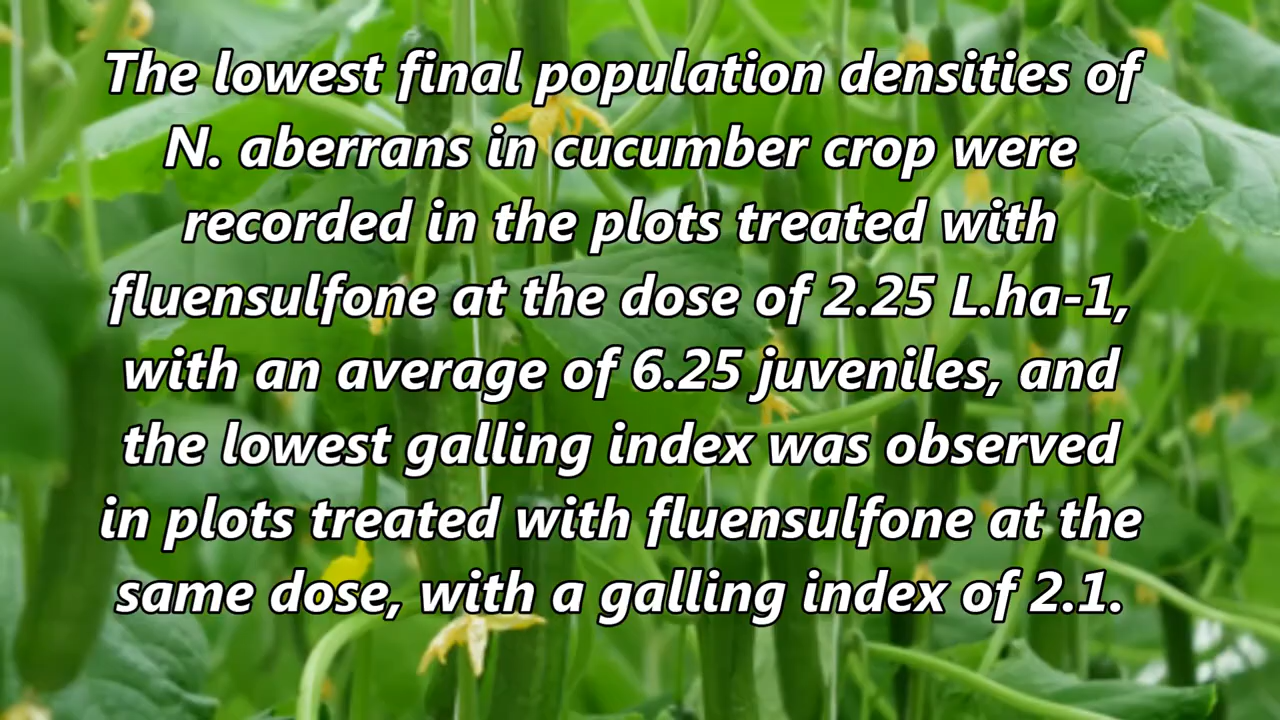 The lowest final population densities of
N. aberrans in cucumber crop were
recorded in the plots treated with
fluensulfone at the dose of 2.25 L.ha-1,
with an average of 6.25 juveniles, and
the lowest galling index was observed
in plots treated with fluensulfone at the
same dose, with a galling index of 2.1.